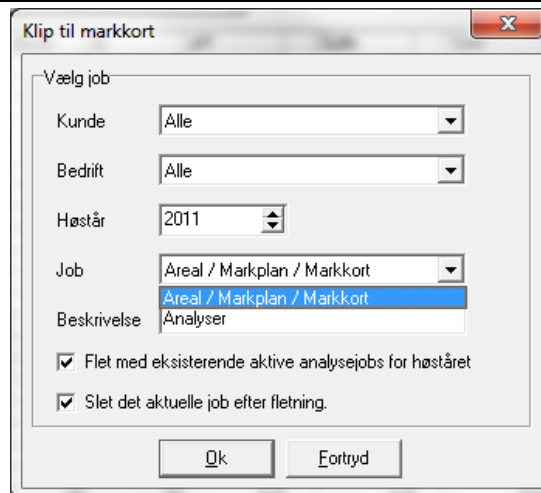 Klip til markkort
Vælg job
Kunde Alle
Bedrift Alle
Høstår 2011
Job Areal / Markplan / Markkort
Areal / Markplan / Markkort
Beskrivelse Analyser
Flet med eksisterende aktive analysejobs for høståret
Slet det aktuelle job efter fletning.
Ok Fortryd